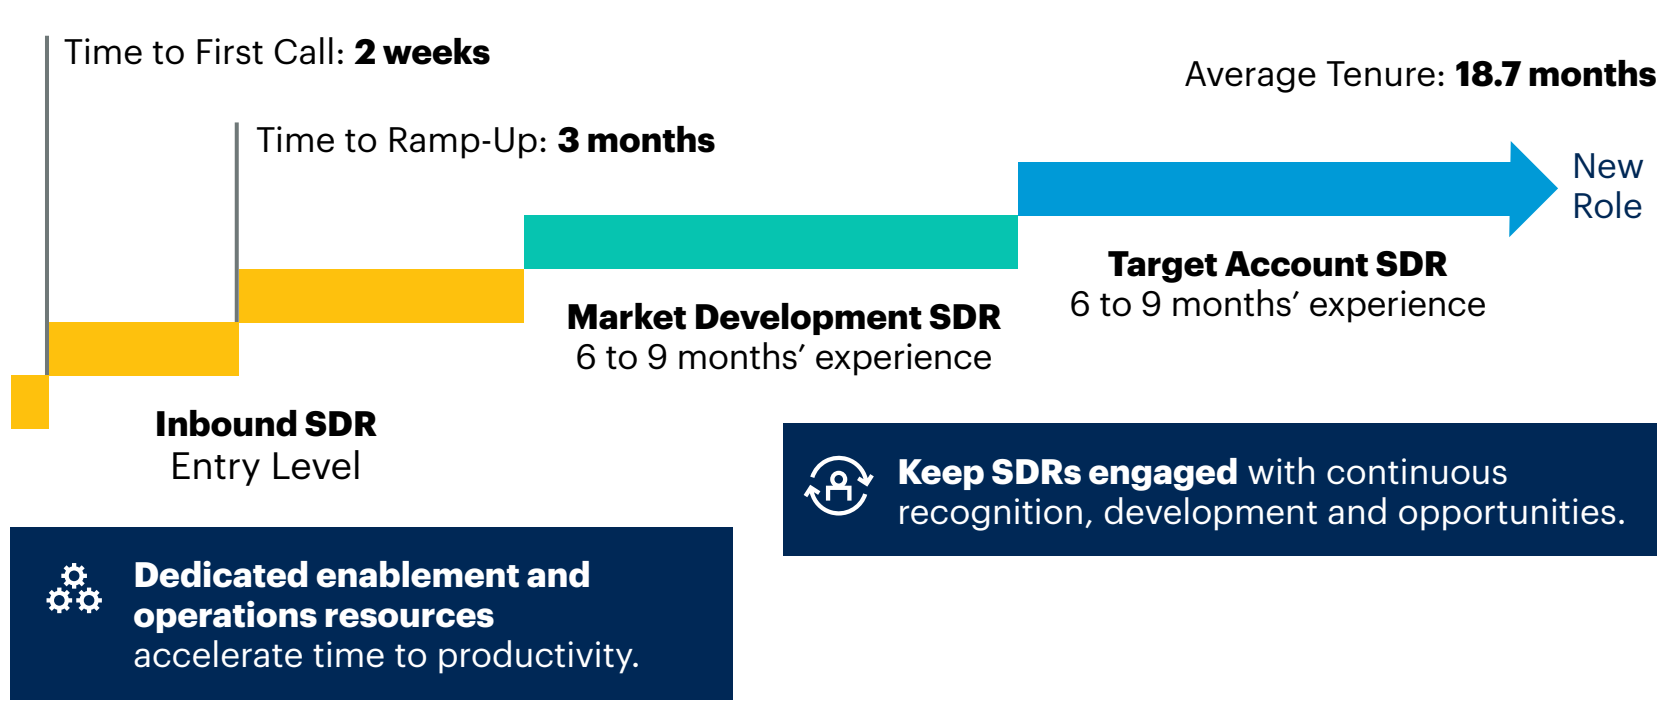 Time to First Call: 2 weeks
Average Tenure: 18.7 months
Time to Ramp-Up: 3 months
New
Role
Target Account SDR
6 to 9 months’ experience
Market Development SDR
6 to 9 months’ experience
Inbound SDR
Entry Level
Keep SDRs engaged with continuous
recognition, development and opportunities.
Dedicated enablement and
operations resources
accelerate time to productivity.